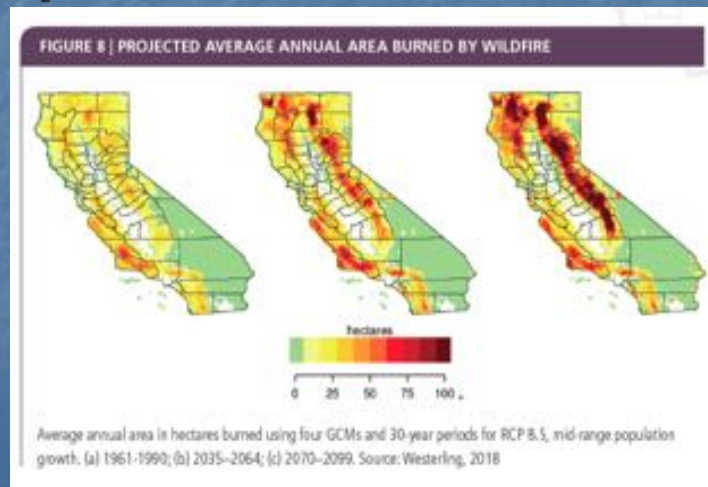 FIGURE 8 | PROJECTED AVERAGE ANNUAL AREA BURNED BY WILDFIRE
hectares
0 25 50 75 100
Average annual area in hectares burned using four GCMs and 30-year periods for RCP 8.5, mid-range population
growth. (a) 1961-1990; (b) 2035–2064; (c) 2070–2099. Source: Westerling, 2018